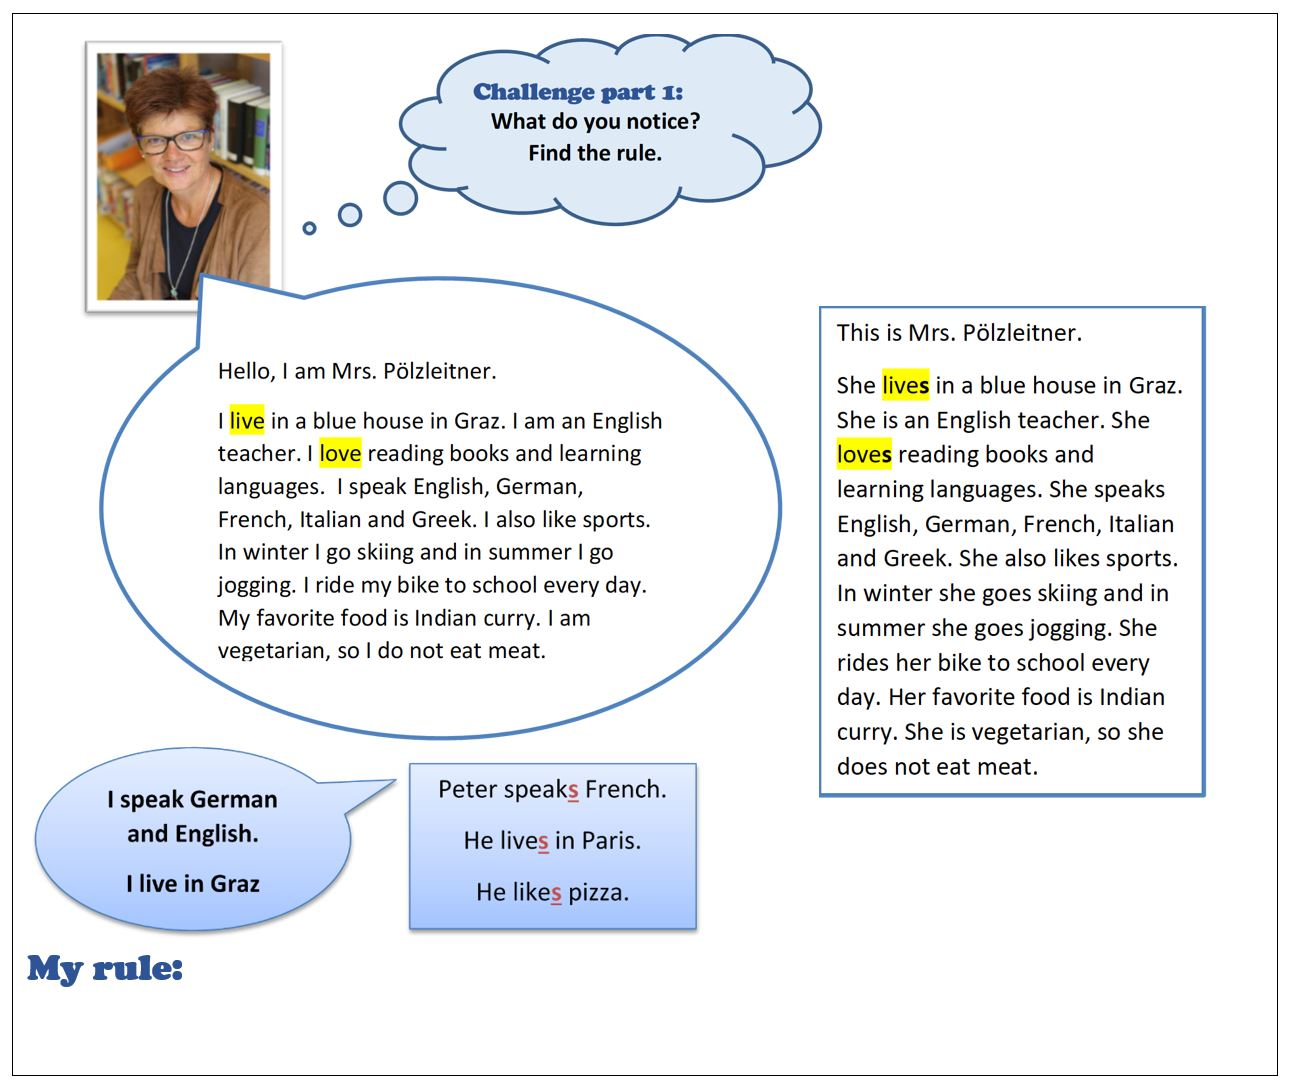 Challenge part 1:
What do you notice?
Find the rule.
Hello, I am Mrs. Pölzleitner.
I live in a blue house in Graz. I am an English
teacher. I love reading books and learning
languages.  I speak English, German,
French, Italian and Greek. I also like sports.
In winter I go skiing and in summer I go
jogging. I ride my bike to school every day.
My favorite food is Indian curry. I am
vegetarian, so I do not eat meat.
This is Mrs. Pölzleitner.
She lives in a blue house in Graz.
She is an English teacher. She
loves reading books and
learning languages. She speaks
English, German, French, Italian
and Greek. She also likes sports.
In winter she goes skiing and in
summer she goes jogging. She
rides her bike to school every
day. Her favorite food is Indian
curry. She is vegetarian, so she
does not eat meat.
I speak German
and English.
I live in Graz
Peter speaks French.
He lives in Paris.
He likes pizza.
My rule: